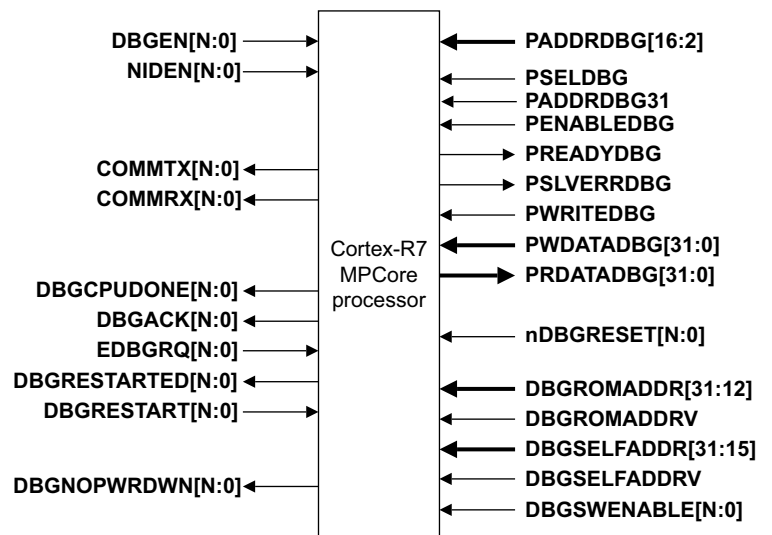 DBGEN[N:0]
NIDEN[N:0]
COMMTX[N:0]
COMMRX[N:0]
DBGCPUDONE[N:0]
DBGACK[N:0]
EDBGRQ[N:0]
DBGRESTARTED[N:0]
DBGRESTART[N:0]
DBGNOPWRDWN[N:0]
Cortex-R7
MPCore
processor
PADDRDBG[16:2]
PSELDBG
PADDRDBG31
PENABLEDBG
PREADYDBG
PSLVERRDBG
PWRITEDBG
PWDATADBG[31:0]
PRDATADBG[31:0]
nDBGRESET[N:0]
DBGROMADDR[31:12]
DBGROMADDRV
DBGSELFADDR[31:15]
DBGSELFADDRV
DBGSWENABLE[N:0]